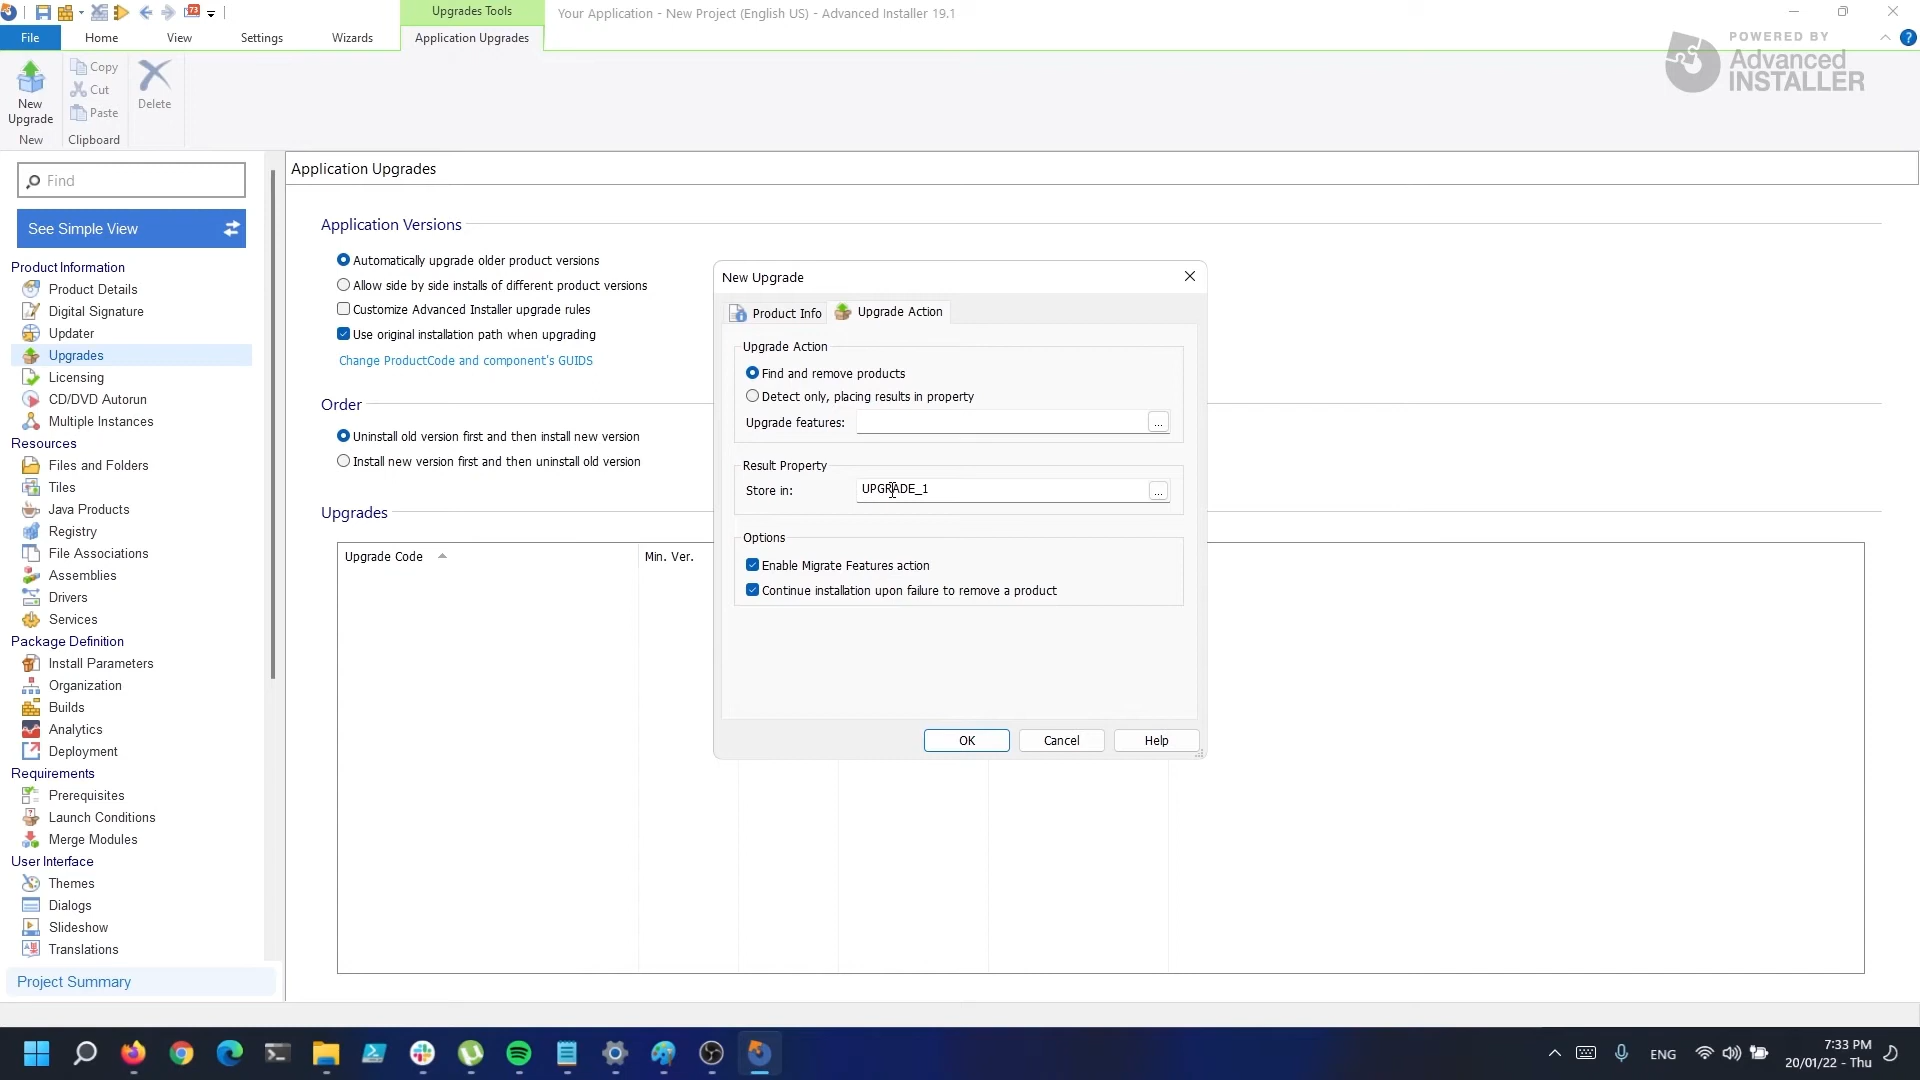 73
Upgrades Tools
Your Application - New Project (English US) - Advanced Installer 19.1
File
Home
View
Settings
Wizards
Application Upgrades
?
POWERED BY
Advanced
INSTALLER
New
Upgrade
Copy
Cut
Paste
Delete
New
Clipboard
Find
See Simple View
Product Information
Product Details
Digital Signature
Updater
Upgrades
Licensing
CD/DVD Autorun
Multiple Instances
Resources
Files and Folders
Tiles
Java Products
Registry
File Associations
Assemblies
Drivers
Services
Package Definition
Install Parameters
Organization
Builds
Analytics
Deployment
Requirements
Prerequisites
Launch Conditions
Merge Modules
User Interface
Themes
Dialogs
Slideshow
Translations
Project Summary
Application Upgrades
Application Versions
Automatically upgrade older product versions
Allow side by side installs of different product versions
Customize Advanced Installer upgrade rules
Use original installation path when upgrading
Change ProductCode and component's GUIDS
Order
Uninstall old version first and then install new version
Install new version first and then uninstall old version
Upgrades
Upgrade Code
Min. Ver.
New Upgrade
Product Info
Upgrade Action
Upgrade Action
Find and remove products
Detect only, placing results in property
Upgrade features:
...
Result Property
Store in:
UPGRADE_1
...
Options
Enable Migrate Features action
Continue installation upon failure to remove a product
OK
Cancel
Help
ENG
7:33 PM
20/01/22 - Thu